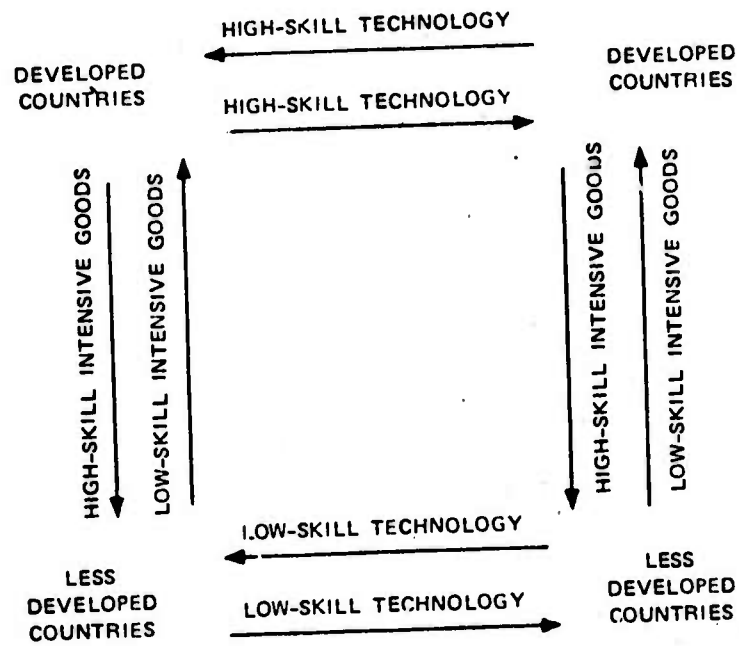 HIGH-SKILL TECHNOLOGY
DEVELOPED
COUNTRIES
DEVELOPED
COUNTRIES
HIGH-SKILL TECHNOLOGY
HIGH-SKILL INTENSIVE GOODS
LOW-SKILL INTENSIVE GOODS
HIGH-SKILL INTENSIVE GOODS
LOW-SKILL INTENSIVE GOODS
LOW-SKILL TECHNOLOGY
LESS
DEVELOPED
COUNTRIES
LESS
DEVELOPED
COUNTRIES
LOW-SKILL TECHNOLOGY